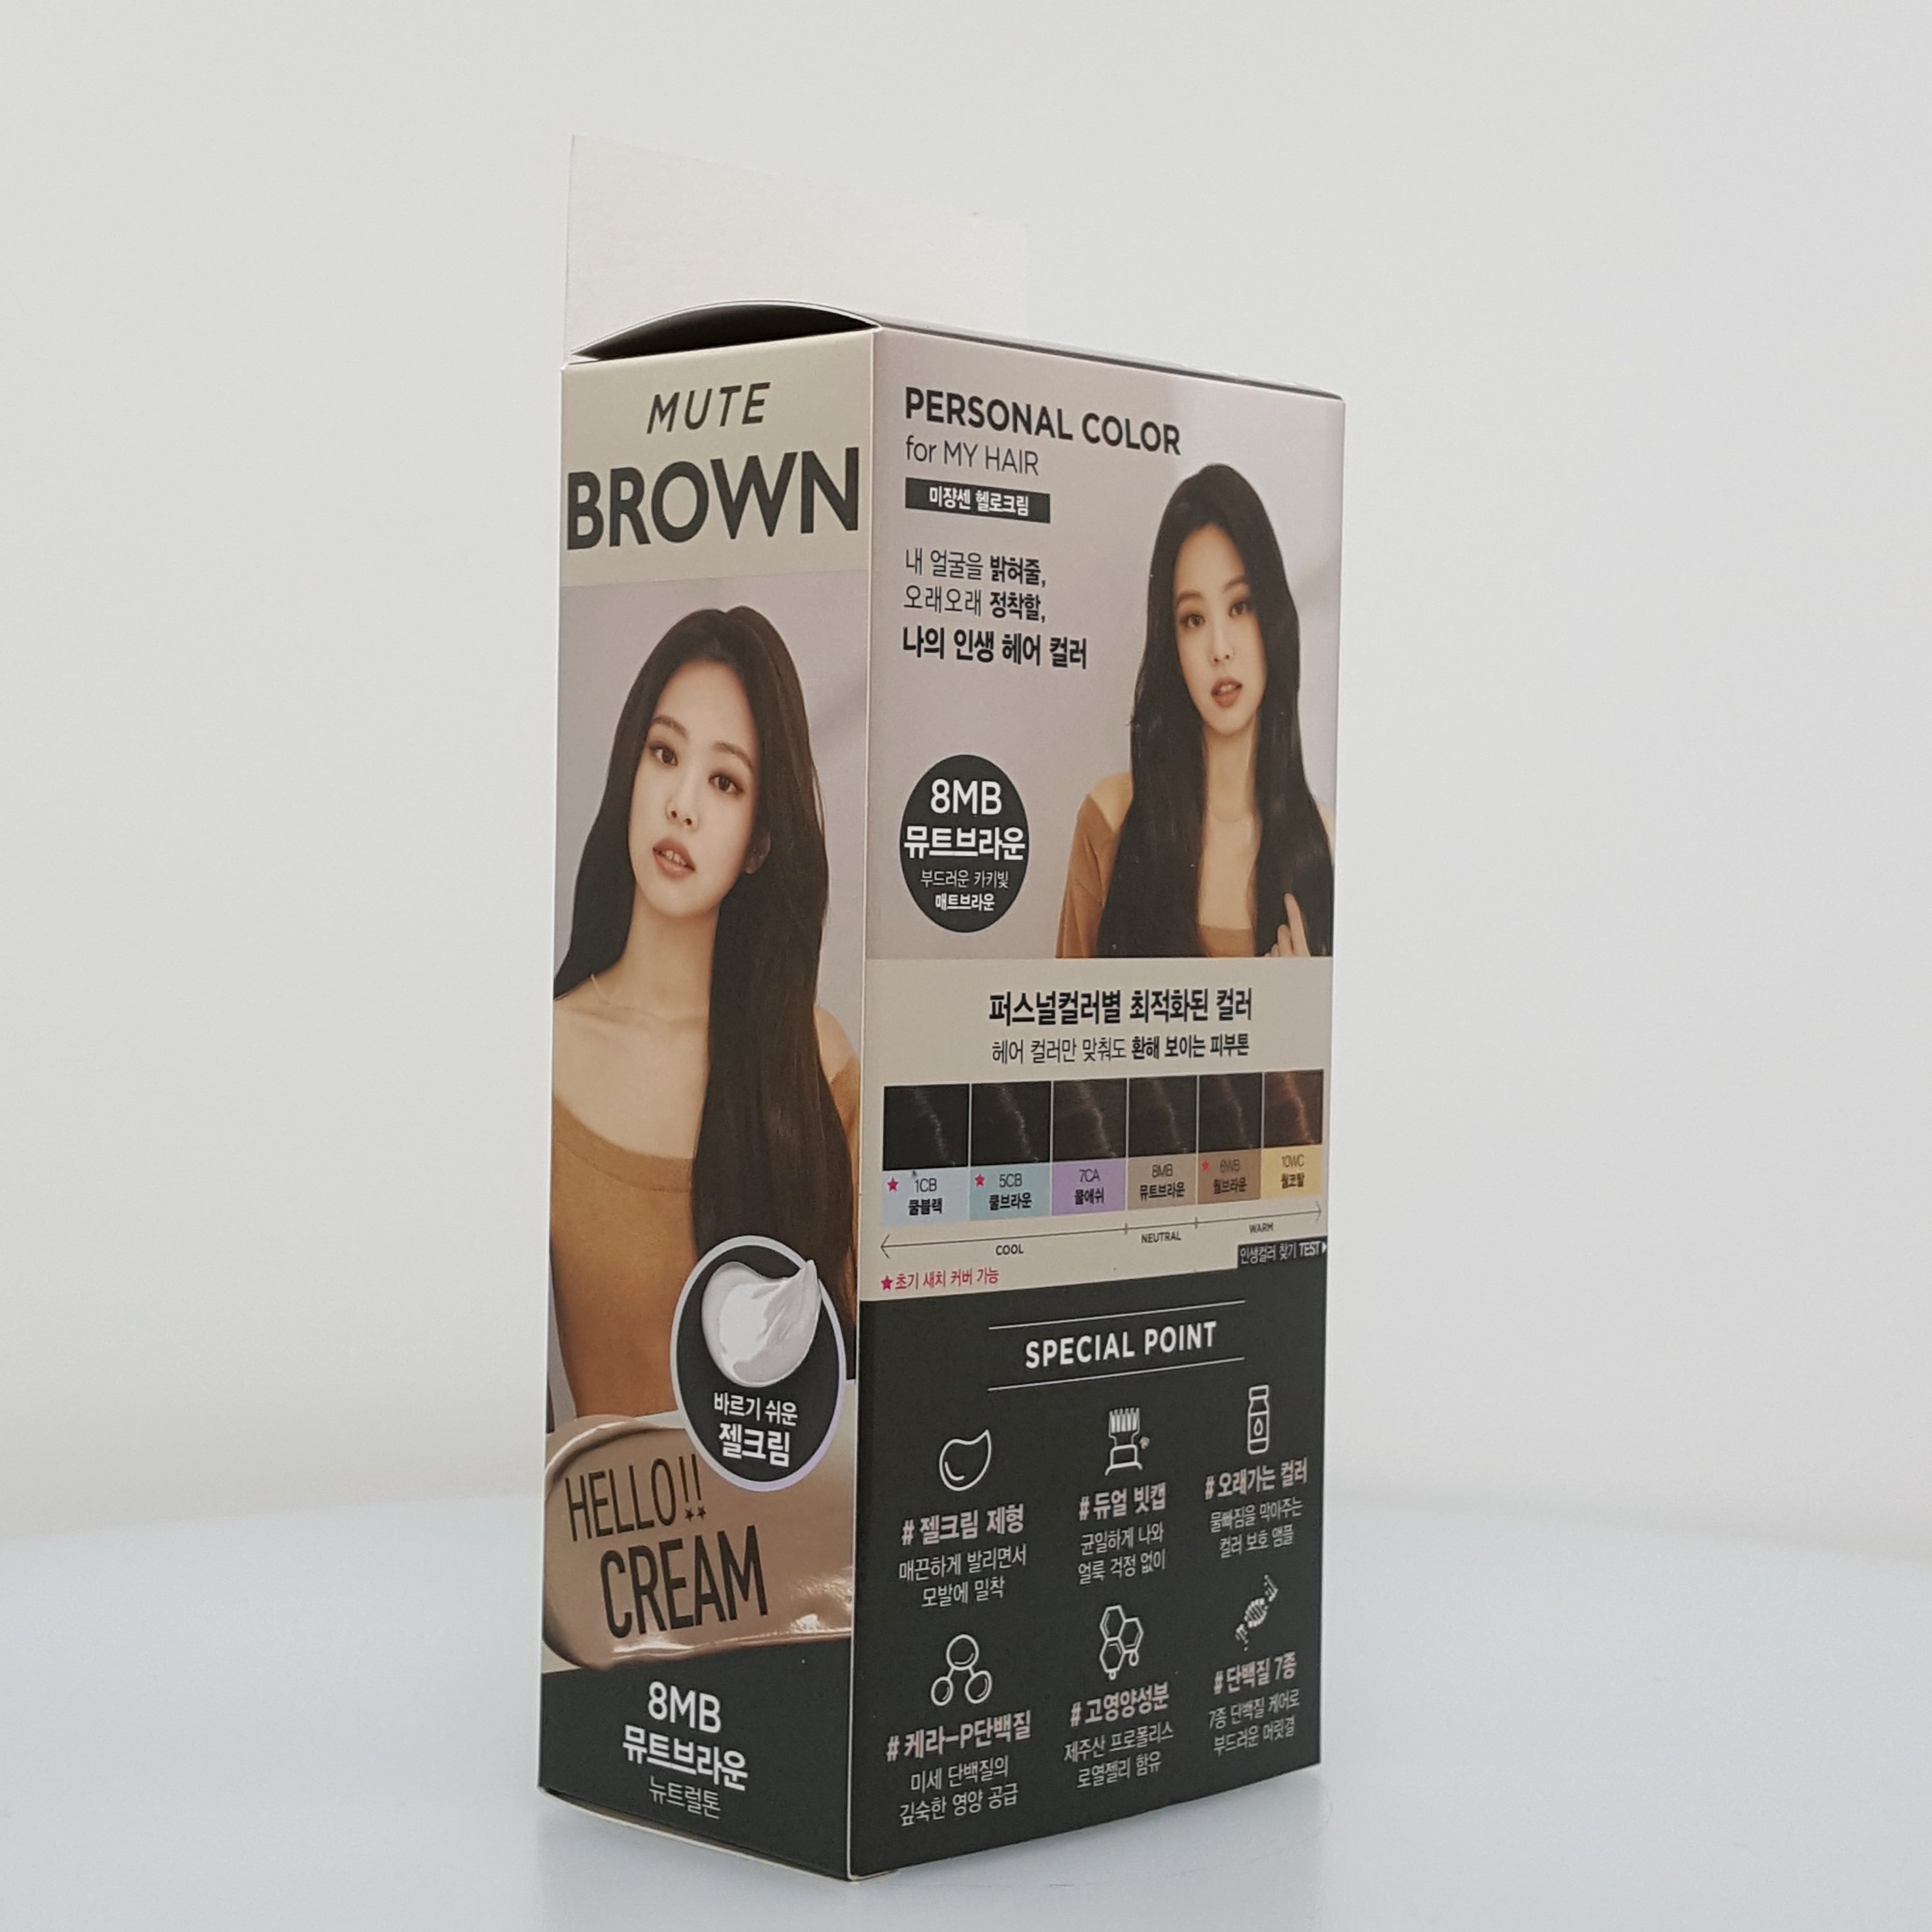 MUTE
BROWN
바르기 쉬운
젤크림
HELLO!!
CREAM
8MB
뮤트브라운
뉴트럴톤
PERSONAL COLOR
for MY HAIR
미쟝센 헬로크림
내 얼굴을 밝혀줄,
오래오래 정착할,
나의 인생 헤어 컬러
8MB
뮤트브라운
부드러운 카키빛
매트브라운
퍼스널컬러별 최적화된 컬러
헤어 컬러만 맞춰도 환해 보이는 피부톤
★ 1CB ★ 5CB 7CA 8MB ★ 6WB 10WC
쿨블랙 쿨브라운 쿨애쉬 뮤트브라운 웜브라운 웜코랄
COOL NEUTRAL WARM
인생컬러 찾기 TEST▶
★초기 새치 커버 가능
SPECIAL POINT
# 젤크림 제형
매끈하게 발리면서
모발에 밀착
# 듀얼 빗캡
균일하게 나와
얼룩 걱정 없이
# 오래가는 컬러
물빠짐을 막아주는
컬러 보호 앰플
# 케라-P단백질
미세 단백질의
깊숙한 영양 공급
# 고영양성분
제주산 프로폴리스
로열젤리 함유
# 단백질 7종
7종 단백질 케어로
부드러운 머릿결